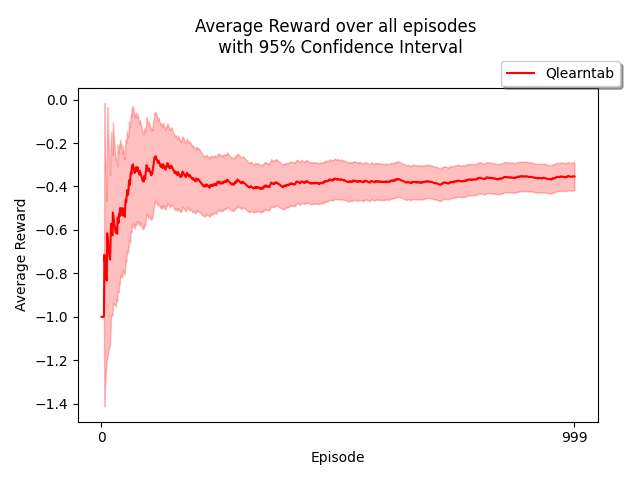 Average Reward over all episodes
with 95% Confidence Interval
Qlearntab
0.0
−0.2
−0.4
−0.6
−0.8
−1.0
−1.2
−1.4
Average Reward
0
999
Episode